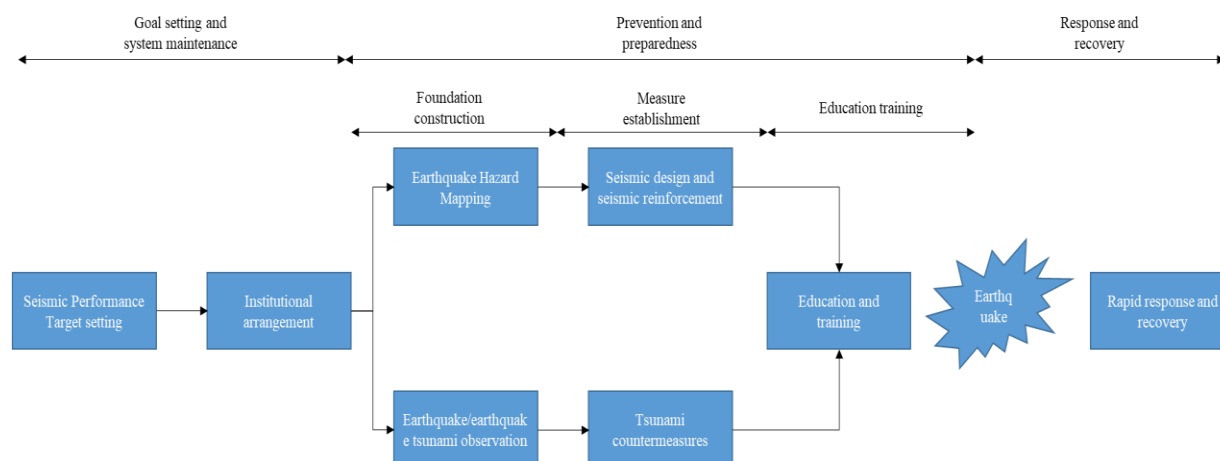 Goal setting and
system maintenance
Prevention and
preparedness
Response and
recovery
Foundation
construction
Measure
establishment
Education training
Earthquake Hazard
Mapping
Seismic design and
seismic reinforcement
Seismic Performance
Target setting
Institutional
arrangement
Education and
training
Earthq
uake
Rapid response and
recovery
Earthquake/earthquak
e tsunami observation
Tsunami
countermeasures